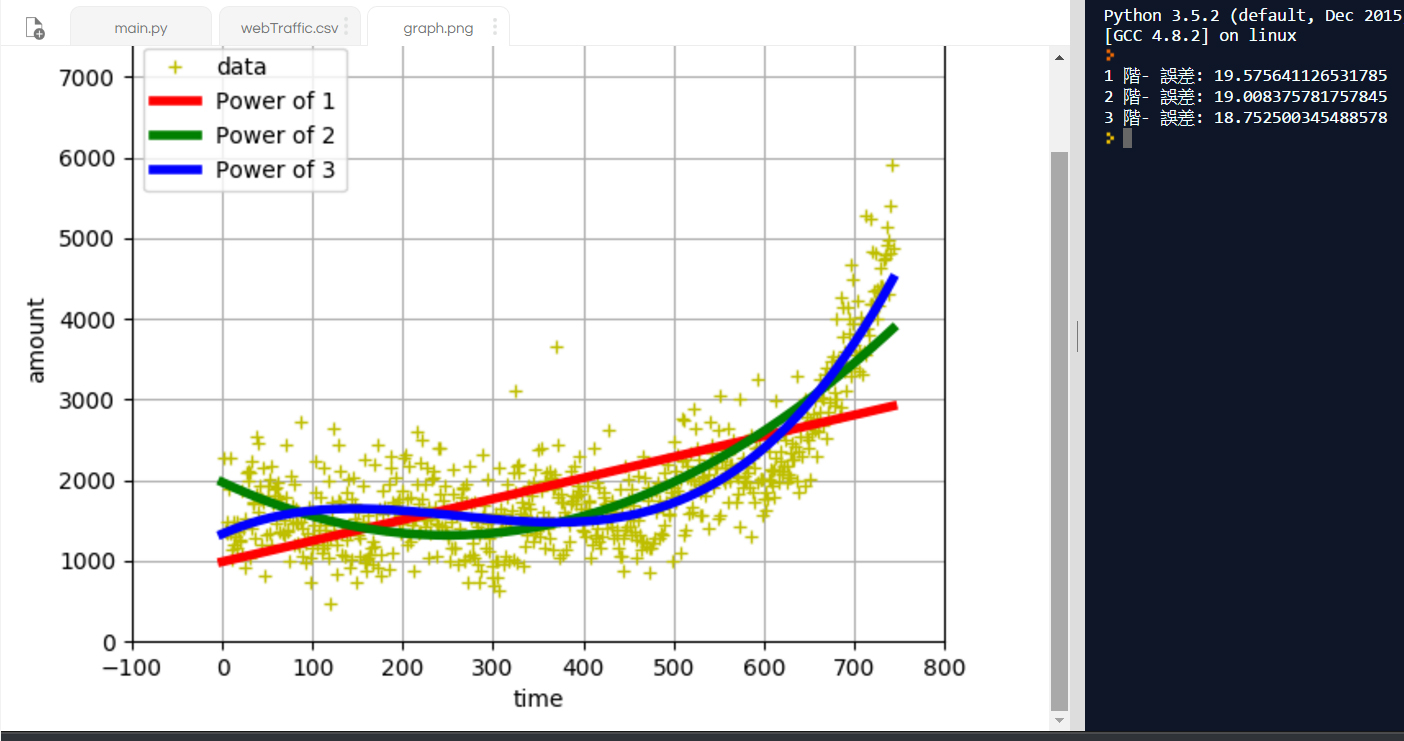 main.py
webTraffic.csv
graph.png
data
Power of 1
Power of 2
Power of 3
7000
6000
5000
4000
3000
2000
1000
0
amount
−100 0 100 200 300 400 500 600 700 800
time
Python 3.5.2 (default, Dec 2015
[GCC 4.8.2] on linux
1 階- 誤差: 19.575641126531785
2 階- 誤差: 19.008375781757845
3 階- 誤差: 18.752500345488578